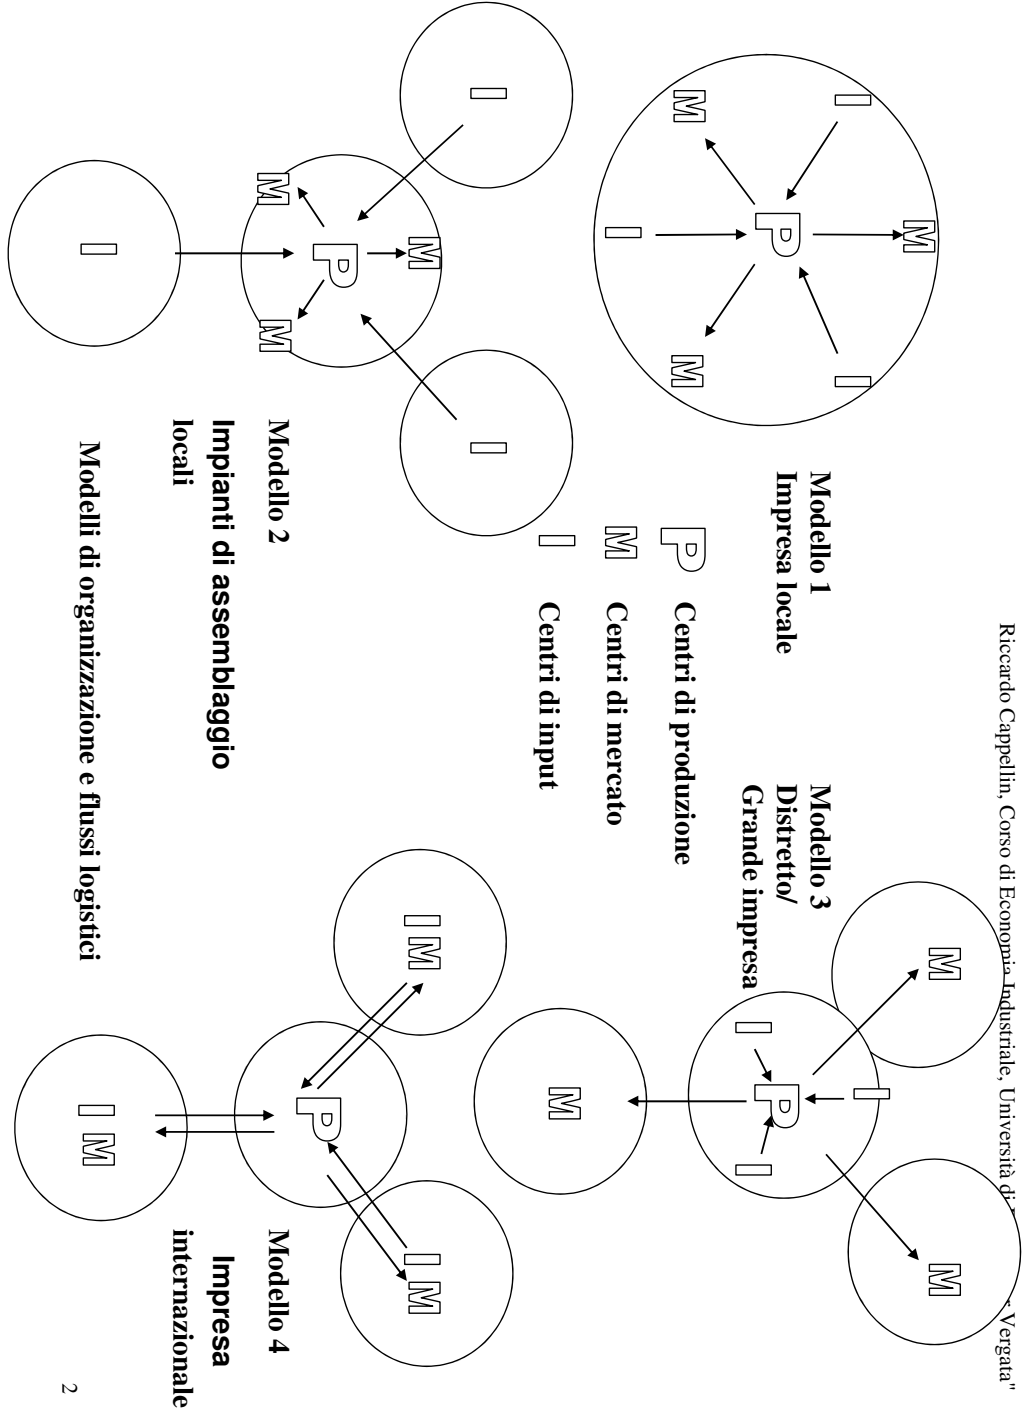 Riccardo Cappellin, Corso di Economia Industriale, Università di Vergata"
I
M
I
P
M
M
I
Modello 1
Impresa locale
M
M
I
P
I
I
Modello 3
Distretto/
Grande impresa
M
P Centri di produzione
M Centri di mercato
I Centri di input
I
I
M
P
M
M
I
Modello 2
Impianti di assemblaggio
locali
I M
I M
P
I M
Modello 4
Impresa
internazionale
Modelli di organizzazione e flussi logistici
2